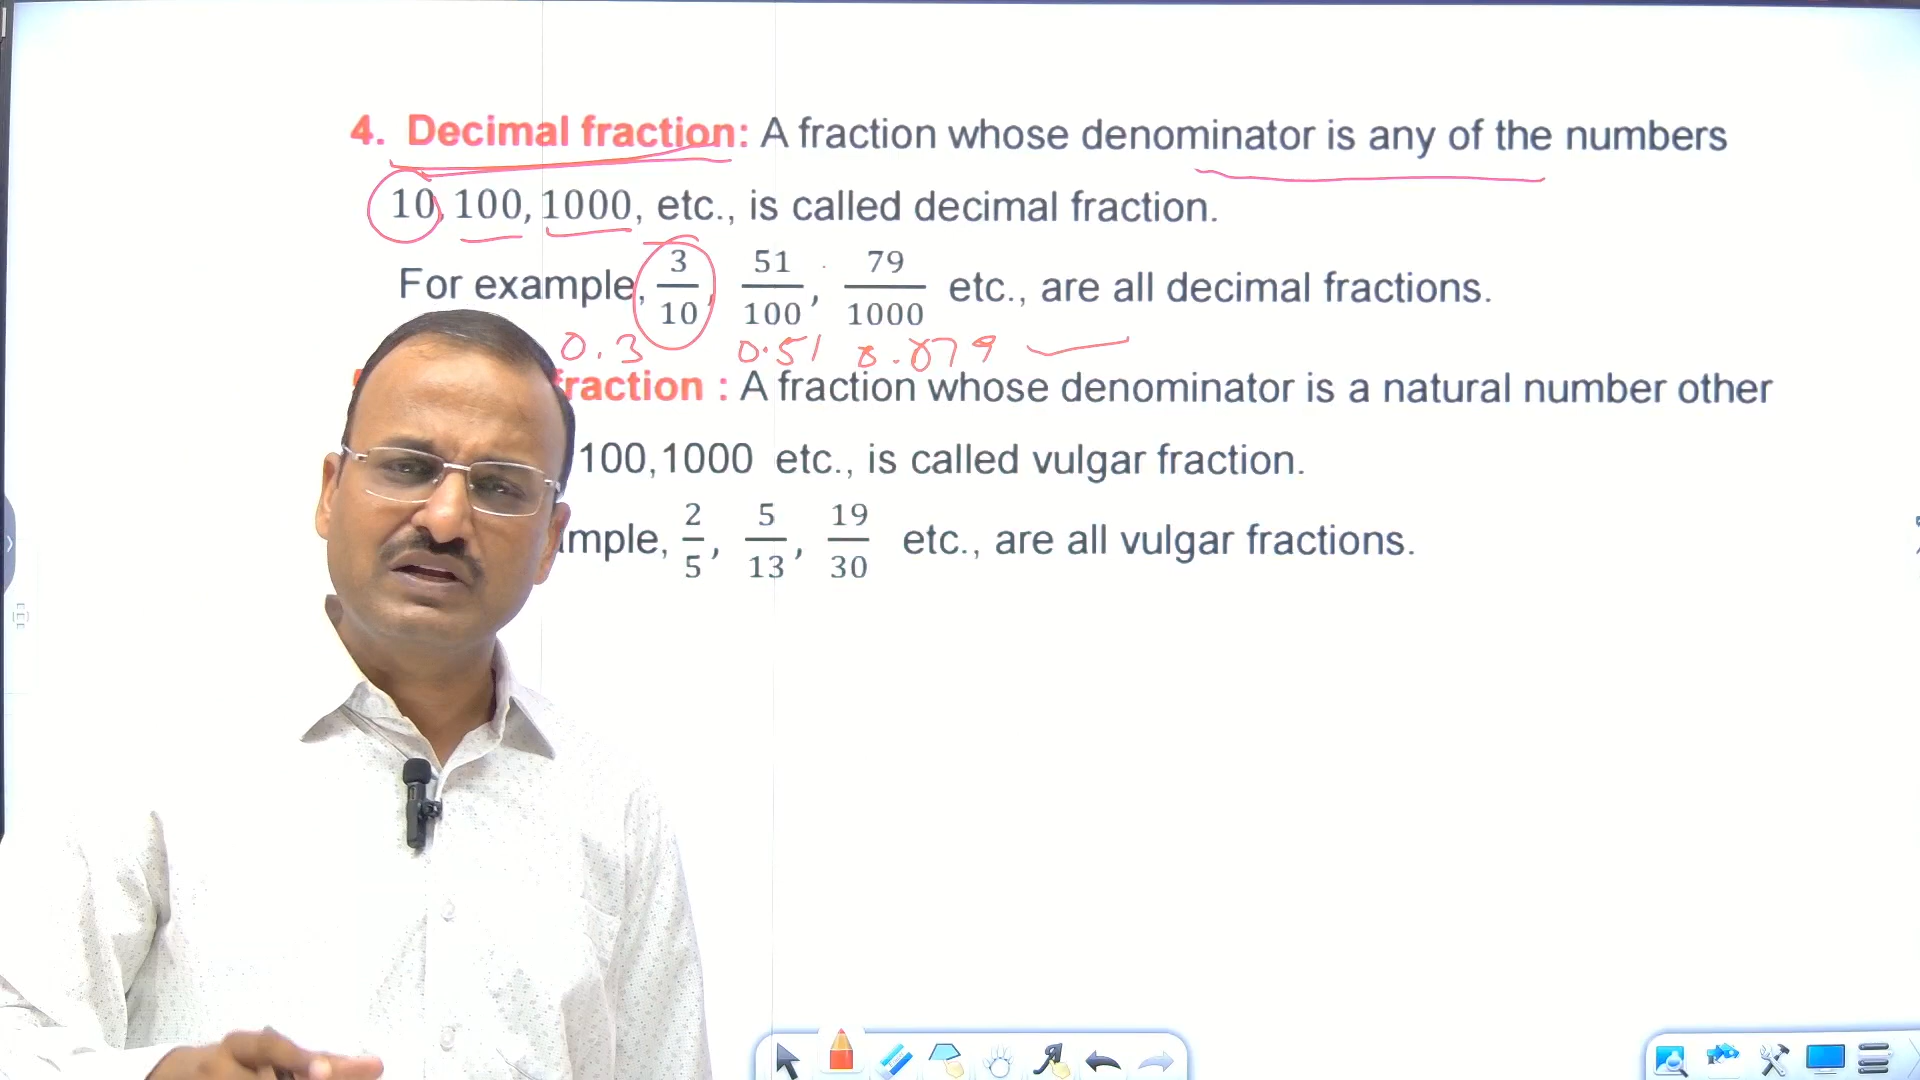 4. Decimal fraction: A fraction whose denominator is any of the numbers
10, 100, 1000, etc., is called decimal fraction.
For example, 3/10, 51/100, 79/1000 etc., are all decimal fractions.
0.3 0.51 0.079
fraction : A fraction whose denominator is a natural number other
100,1000 etc., is called vulgar fraction.
mple, 2/5, 5/13, 19/30 etc., are all vulgar fractions.